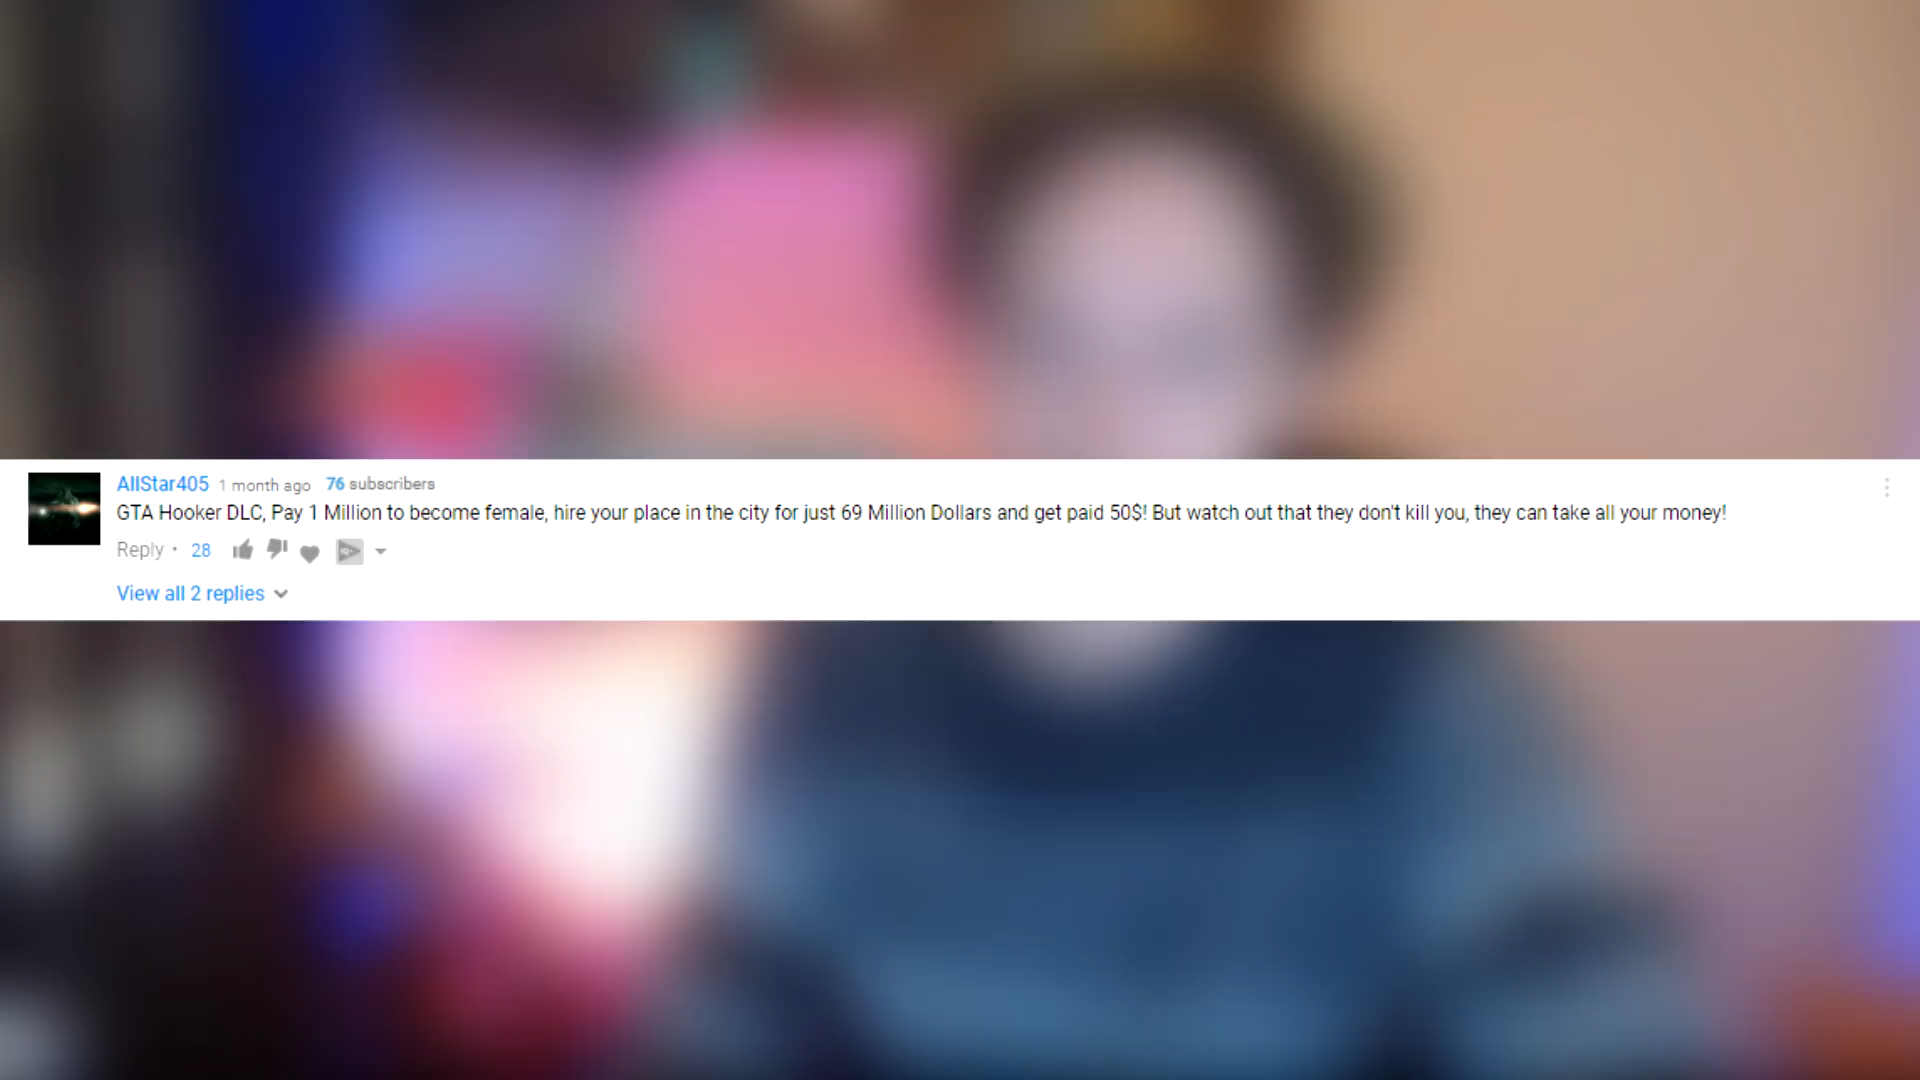 AllStar405 1 month ago 76 subscribers
GTA Hooker DLC, Pay 1 Million to become female, hire your place in the city for just 69 Million Dollars and get paid 50$! But watch out that they don't kill you, they can take all your money!
Reply • 28
View all 2 replies